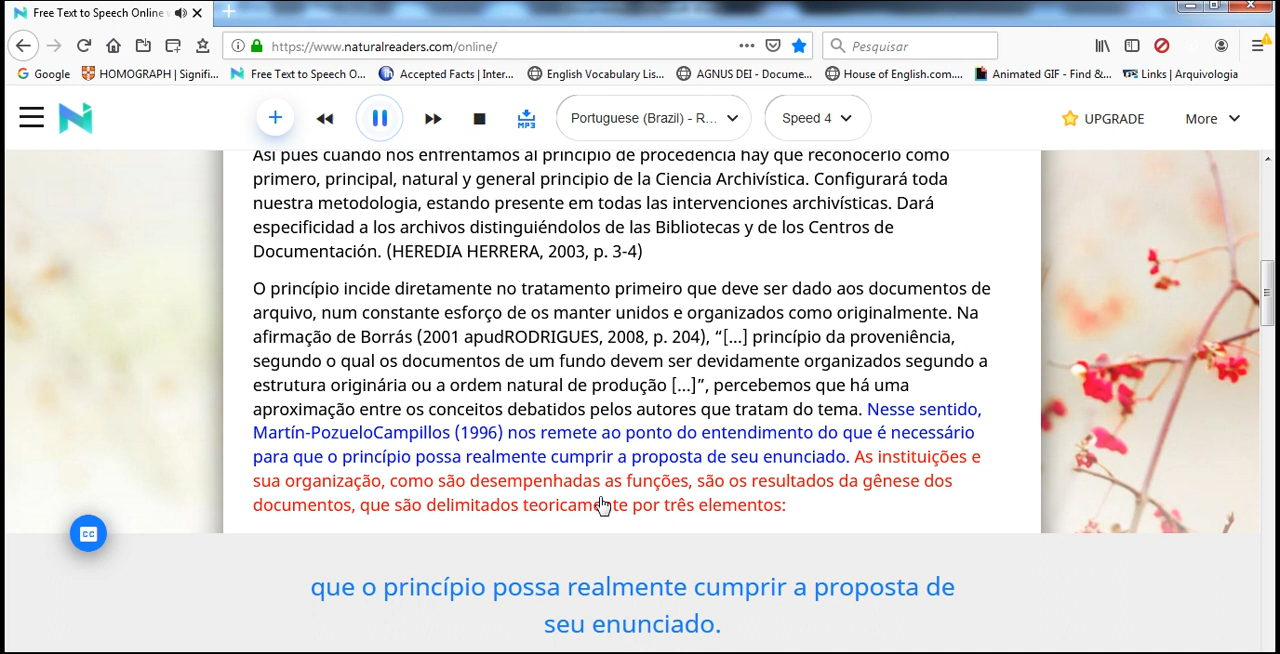 Free Text to Speech Online
https://www.naturalreaders.com/online/
Pesquisar
Google
HOMOGRAPH | Signifi...
Free Text to Speech O...
Accepted Facts | Inter...
English Vocabulary Lis...
AGNUS DEI - Docume...
House of English.com....
Animated GIF - Find &...
Links | Arquivologia
MP3
Portuguese (Brazil) - R...
Speed 4
UPGRADE
More
Así pues cuando nos enfrentamos al principio de procedencia hay que reconocerlo como
primero, principal, natural y general principio de la Ciencia Archivística. Configurará toda
nuestra metodologia, estando presente em todas las intervenciones archivísticas. Dará
especificidad a los archivos distinguiéndolos de las Bibliotecas y de los Centros de
Documentación. (HEREDIA HERRERA, 2003, p. 3-4)
O princípio incide diretamente no tratamento primeiro que deve ser dado aos documentos de
arquivo, num constante esforço de os manter unidos e organizados como originalmente. Na
afirmação de Borrás (2001 apudRODRIGUES, 2008, p. 204), “[...] princípio da proveniência,
segundo o qual os documentos de um fundo devem ser devidamente organizados segundo a
estrutura originária ou a ordem natural de produção [...]”, percebemos que há uma
aproximação entre os conceitos debatidos pelos autores que tratam do tema. Nesse sentido,
Martín-PozueloCampillos (1996) nos remete ao ponto do entendimento do que é necessário
para que o princípio possa realmente cumprir a proposta de seu enunciado. As instituições e
sua organização, como são desempenhadas as funções, são os resultados da gênese dos
documentos, que são delimitados teoricamente por três elementos:
CC
que o princípio possa realmente cumprir a proposta de
seu enunciado.